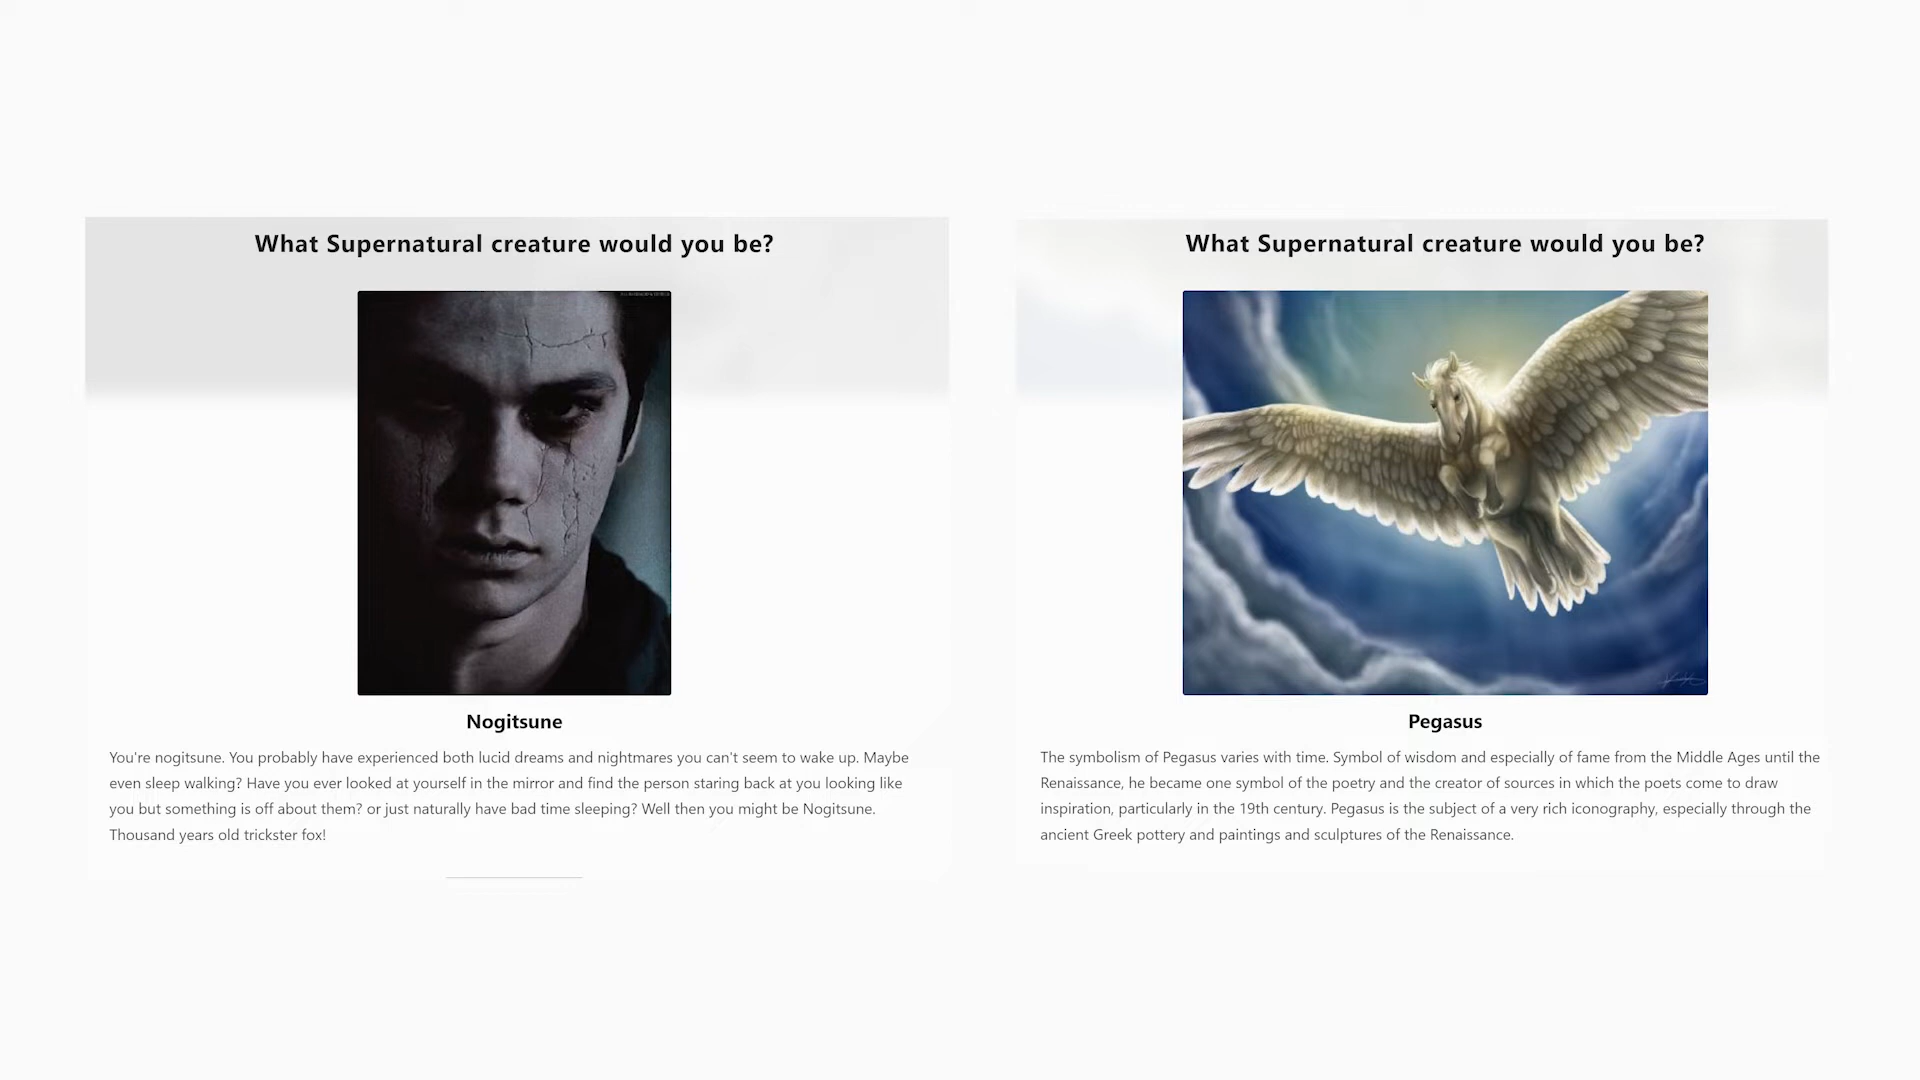 What Supernatural creature would you be?
Nogitsune
You're nogitsune. You probably have experienced both lucid dreams and nightmares you can't seem to wake up. Maybe
even sleep walking? Have you ever looked at yourself in the mirror and find the person staring back at you looking like
you but something is off about them? or just naturally have bad time sleeping? Well then you might be Nogitsune.
Thousand years old trickster fox!
What Supernatural creature would you be?
Pegasus
The symbolism of Pegasus varies with time. Symbol of wisdom and especially of fame from the Middle Ages until the
Renaissance, he became one symbol of the poetry and the creator of sources in which the poets come to draw
inspiration, particularly in the 19th century. Pegasus is the subject of a very rich iconography, especially through the
ancient Greek pottery and paintings and sculptures of the Renaissance.